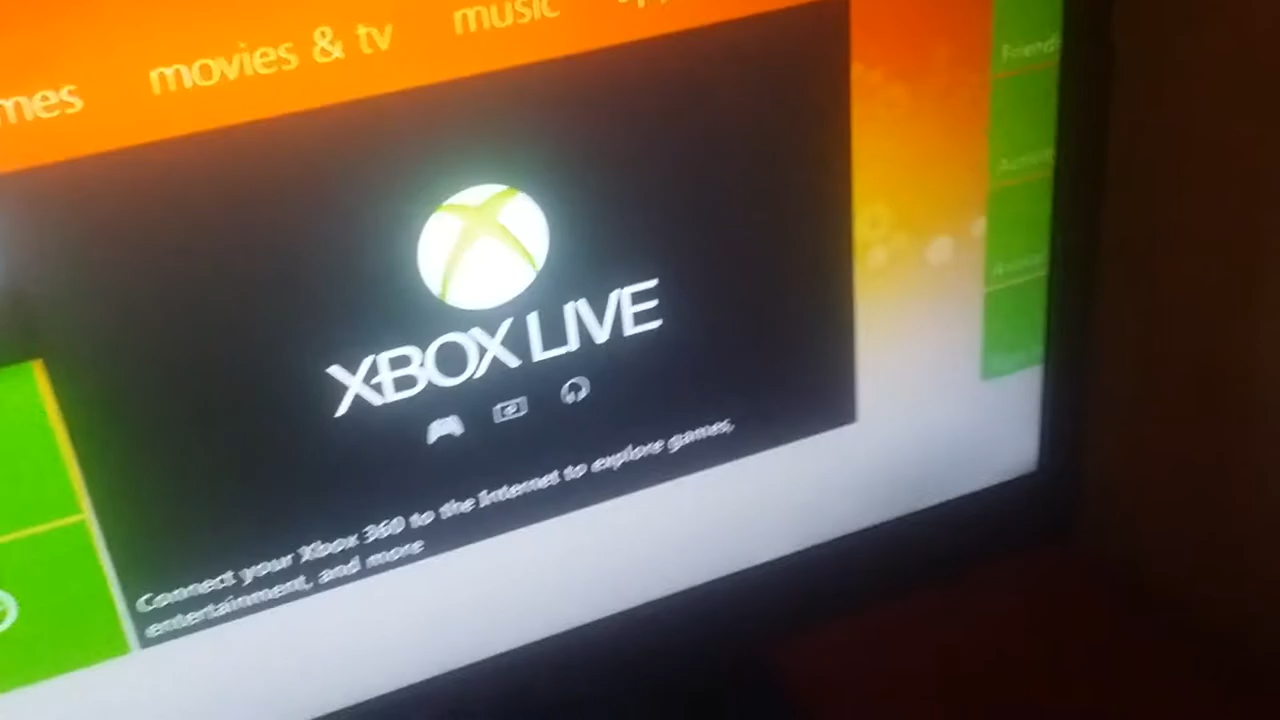 mes movies & tv music
XBOX LIVE
Connect your Xbox 360 to the Internet to explore games,
entertainment, and more
Friend